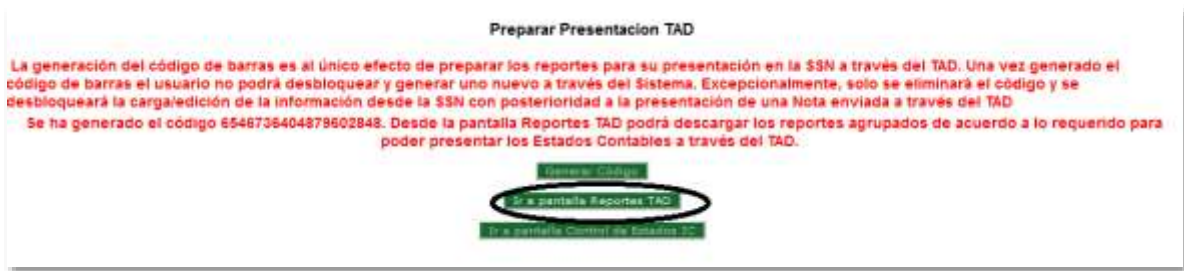 Preparar Presentacion TAD
La generación del código de barras es al único efecto de preparar los reportes para su presentación en la SSN a través del TAD. Una vez generado el
código de barras el usuario no podrá desbloquear y generar uno nuevo a través del Sistema. Excepcionalmente, solo se eliminará el código y se
desbloqueará la carga/edición de la información desde la SSN con posterioridad a la presentación de una Nota enviada a través del TAD
Se ha generado el código 6546736404879602848. Desde la pantalla Reportes TAD podrá descargar los reportes agrupados de acuerdo a lo requerido para
poder presentar los Estados Contables a través del TAD.
Generar Código
Ir a pantalla Reportes TAD
Ir a pantalla Control de Estados